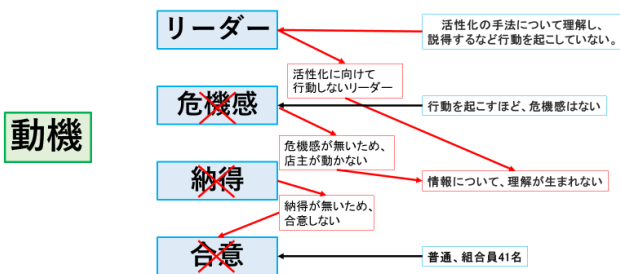 リーダー
活性化の手法について理解し、
説得するなど行動を起こしていない。
活性化に向けて
行動しないリーダー
危機感
行動を起こすほど、危機感はない
動機
危機感が無いため、
店主が動かない
納得
情報について、理解が生まれない
納得が無いため、
合意しない
合意
普通、組合員41名